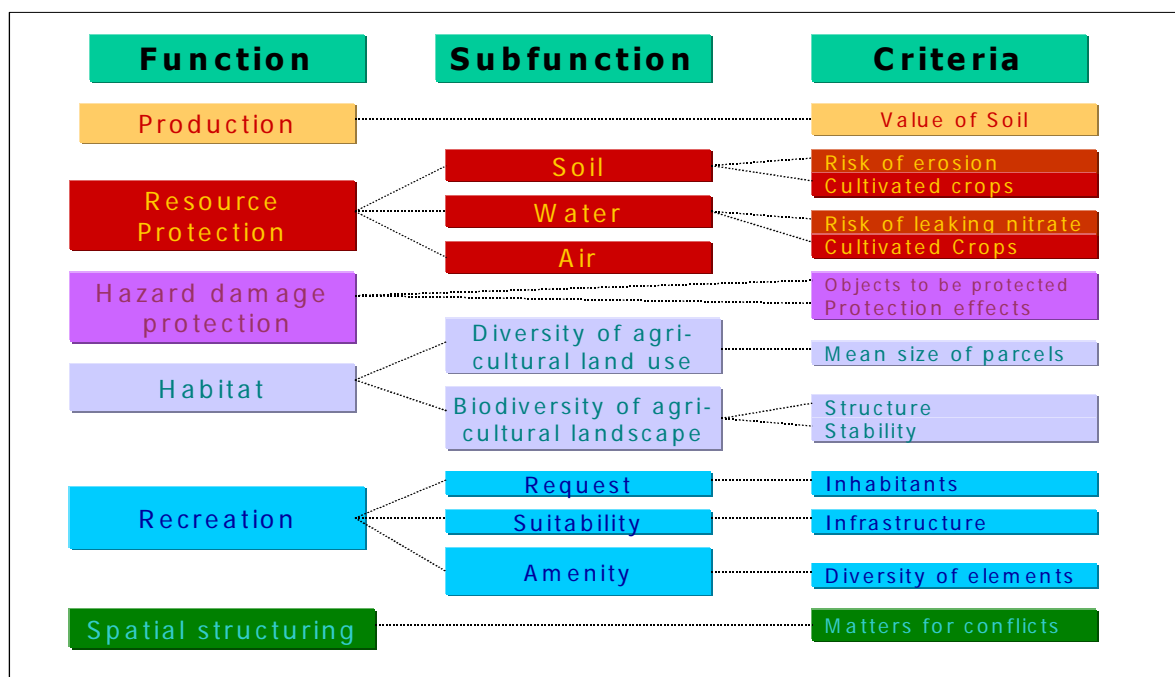 Function
Subfunction
Criteria
Production
Value of Soil
Resource
Protection
Soil
Risk of erosion
Cultivated crops
Water
Risk of leaking nitrate
Cultivated Crops
Air
Hazard damage
protection
Objects to be protected
Protection effects
Habitat
Diversity of agri-
cultural land use
Mean size of parcels
Biodiversity of agri-
cultural landscape
Structure
Stability
Recreation
Request
Inhabitants
Suitability
Infrastructure
Amenity
Diversity of elements
Spatial structuring
Matters for conflicts